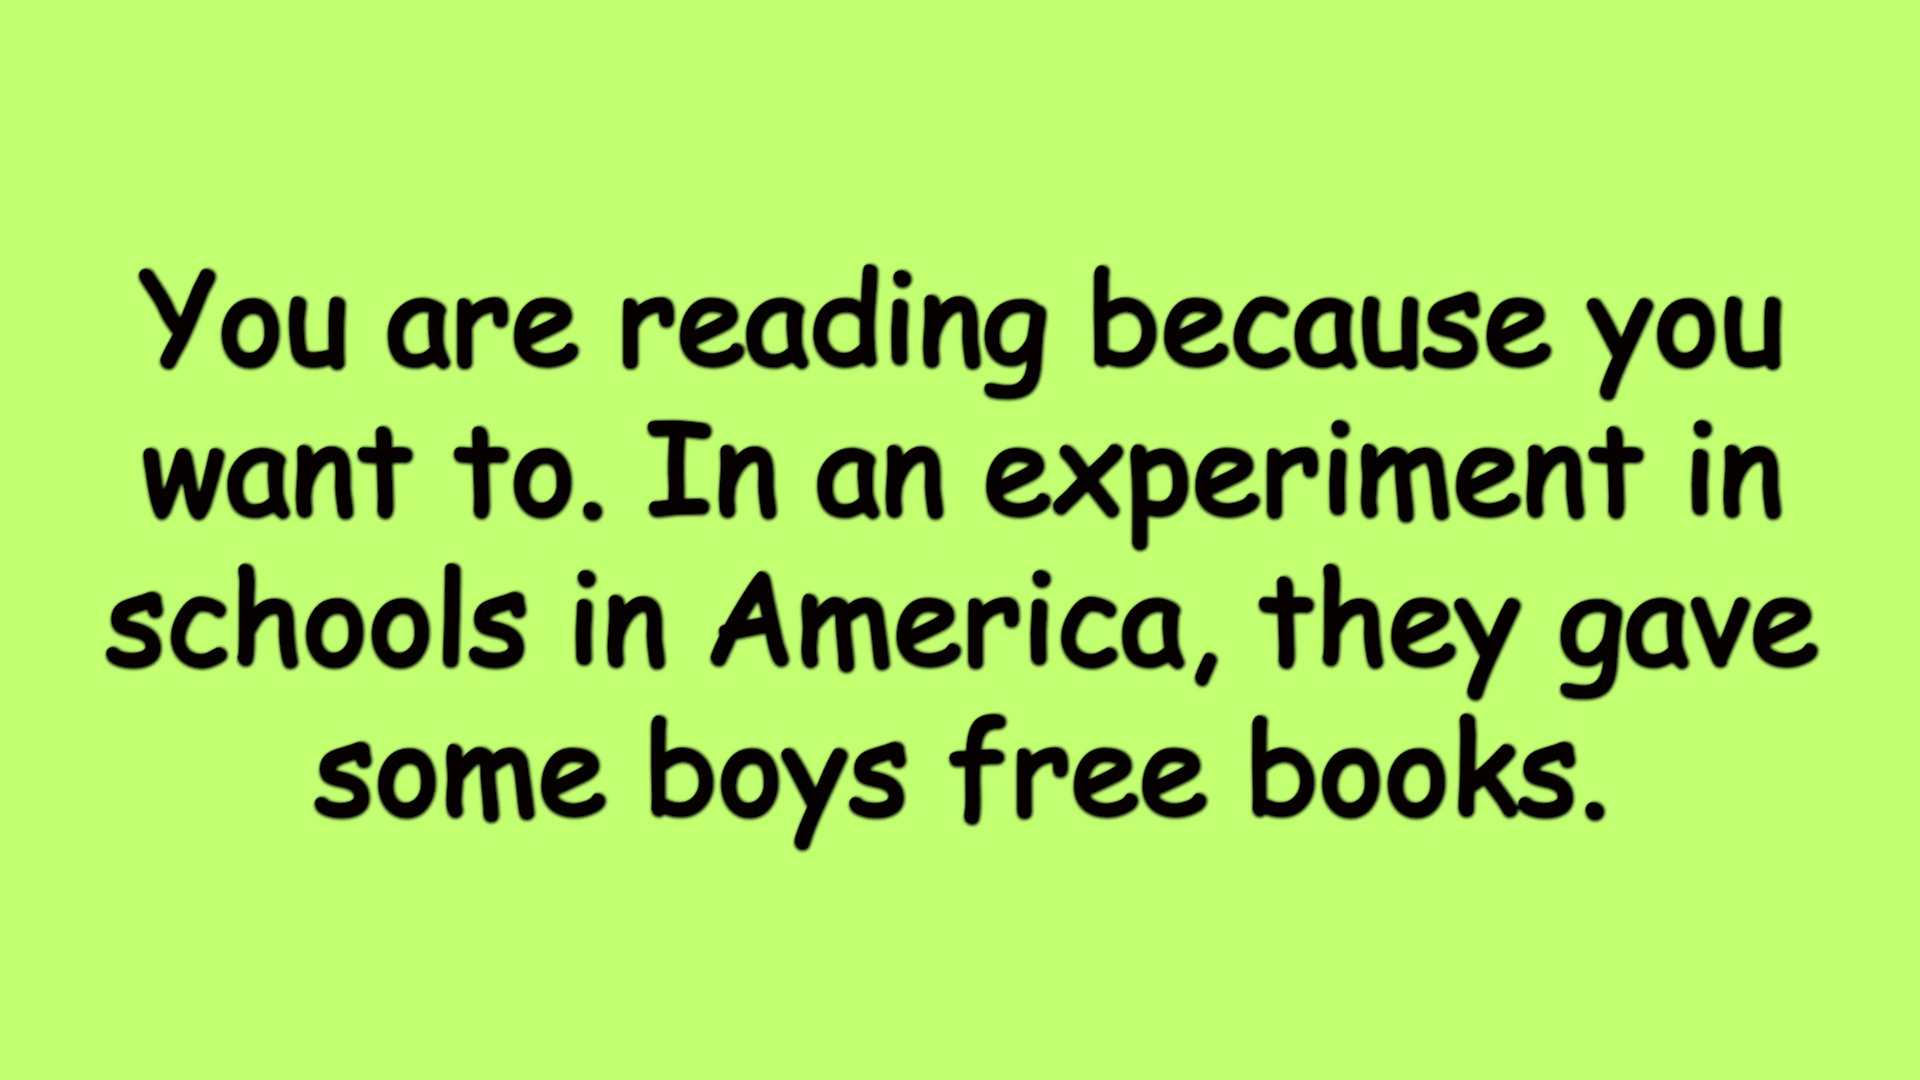 You are reading because you
want to. In an experiment in
schools in America, they gave
some boys free books.